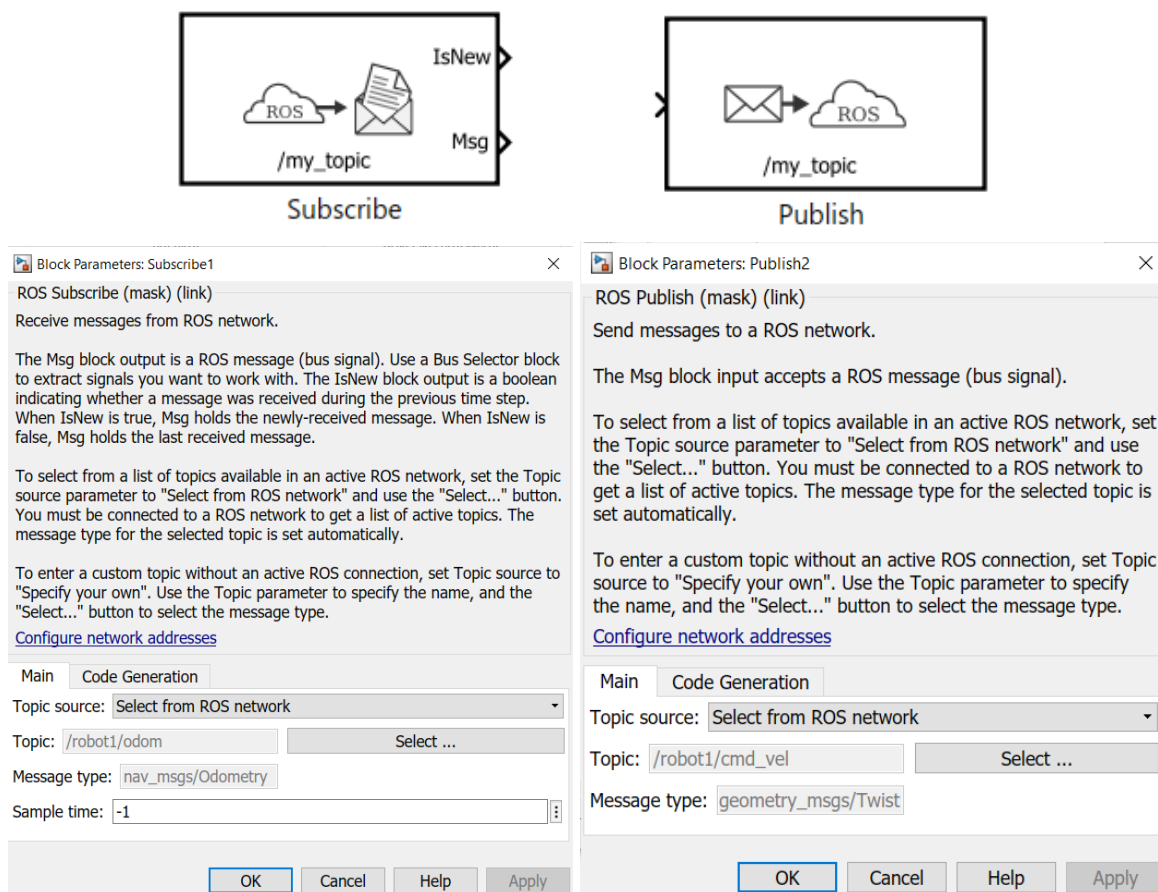 IsNew
ROS
Msg
/my_topic
Subscribe
ROS
/my_topic
Publish
Block Parameters: Subscribe1
ROS Subscribe (mask) (link)
Receive messages from ROS network.
The Msg block output is a ROS message (bus signal). Use a Bus Selector block
to extract signals you want to work with. The IsNew block output is a boolean
indicating whether a message was received during the previous time step.
When IsNew is true, Msg holds the newly-received message. When IsNew is
false, Msg holds the last received message.
To select from a list of topics available in an active ROS network, set the Topic
source parameter to "Select from ROS network" and use the "Select..." button.
You must be connected to a ROS network to get a list of active topics. The
message type for the selected topic is set automatically.
To enter a custom topic without an active ROS connection, set Topic source to
"Specify your own". Use the Topic parameter to specify the name, and the
"Select..." button to select the message type.
Configure network addresses
Main Code Generation
Topic source: Select from ROS network
Topic: /robot1/odom Select ...
Message type: nav_msgs/Odometry
Sample time: -1
OK Cancel Help Apply
Block Parameters: Publish2
ROS Publish (mask) (link)
Send messages to a ROS network.
The Msg block input accepts a ROS message (bus signal).
To select from a list of topics available in an active ROS network, set
the Topic source parameter to "Select from ROS network" and use
the "Select..." button. You must be connected to a ROS network to
get a list of active topics. The message type for the selected topic is
set automatically.
To enter a custom topic without an active ROS connection, set Topic
source to "Specify your own". Use the Topic parameter to specify
the name, and the "Select..." button to select the message type.
Configure network addresses
Main Code Generation
Topic source: Select from ROS network
Topic: /robot1/cmd_vel Select ...
Message type: geometry_msgs/Twist
OK Cancel Help Apply